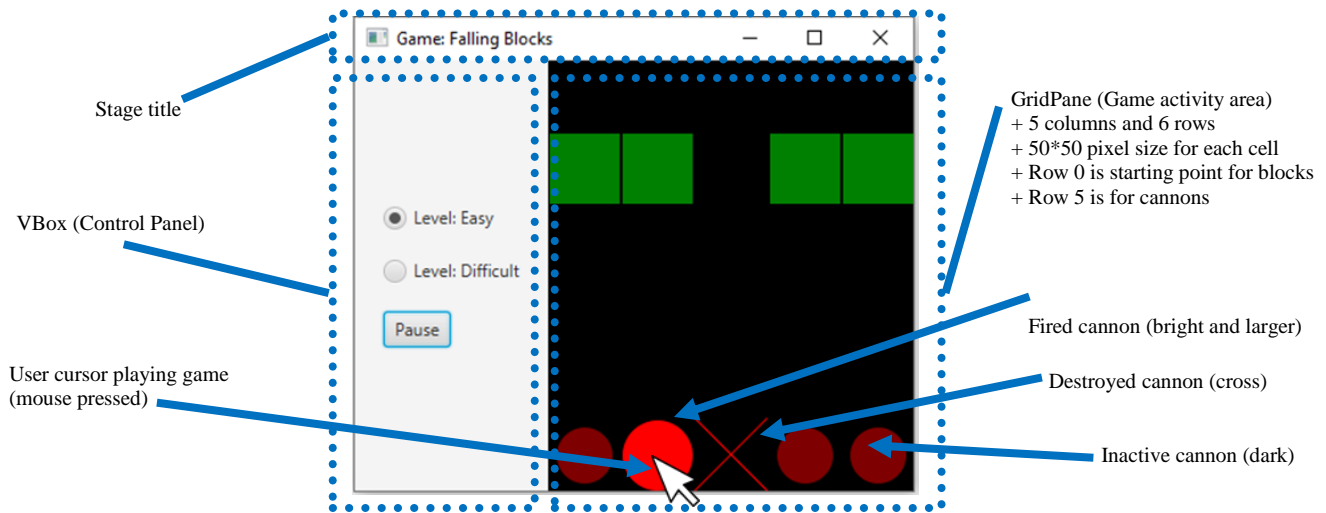 Game: Falling Blocks
Stage title
GridPane (Game activity area)
+ 5 columns and 6 rows
+ 50*50 pixel size for each cell
+ Row 0 is starting point for blocks
+ Row 5 is for cannons
VBox (Control Panel)
Level: Easy
Level: Difficult
Pause
Fired cannon (bright and larger)
User cursor playing game
(mouse pressed)
Destroyed cannon (cross)
Inactive cannon (dark)